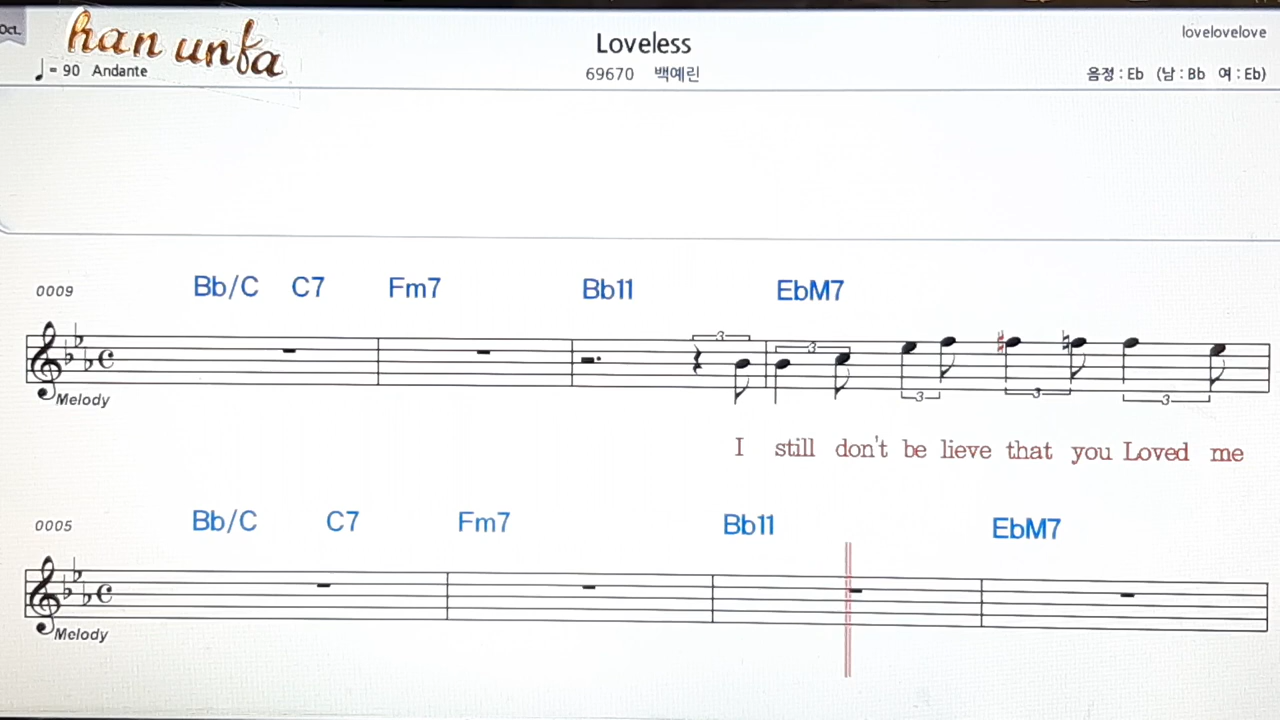 Oct.
han unfa
♩= 90 Andante
Loveless
69670 백예린
lovelovelove
음정 : Eb (남 : Bb 여 : Eb)
0009
Bb/C C7 Fm7 Bb11 EbM7
3 3 3 3 3
Melody
I still don't be lieve that you Loved me
0005
Bb/C C7 Fm7 Bb11 EbM7
Melody